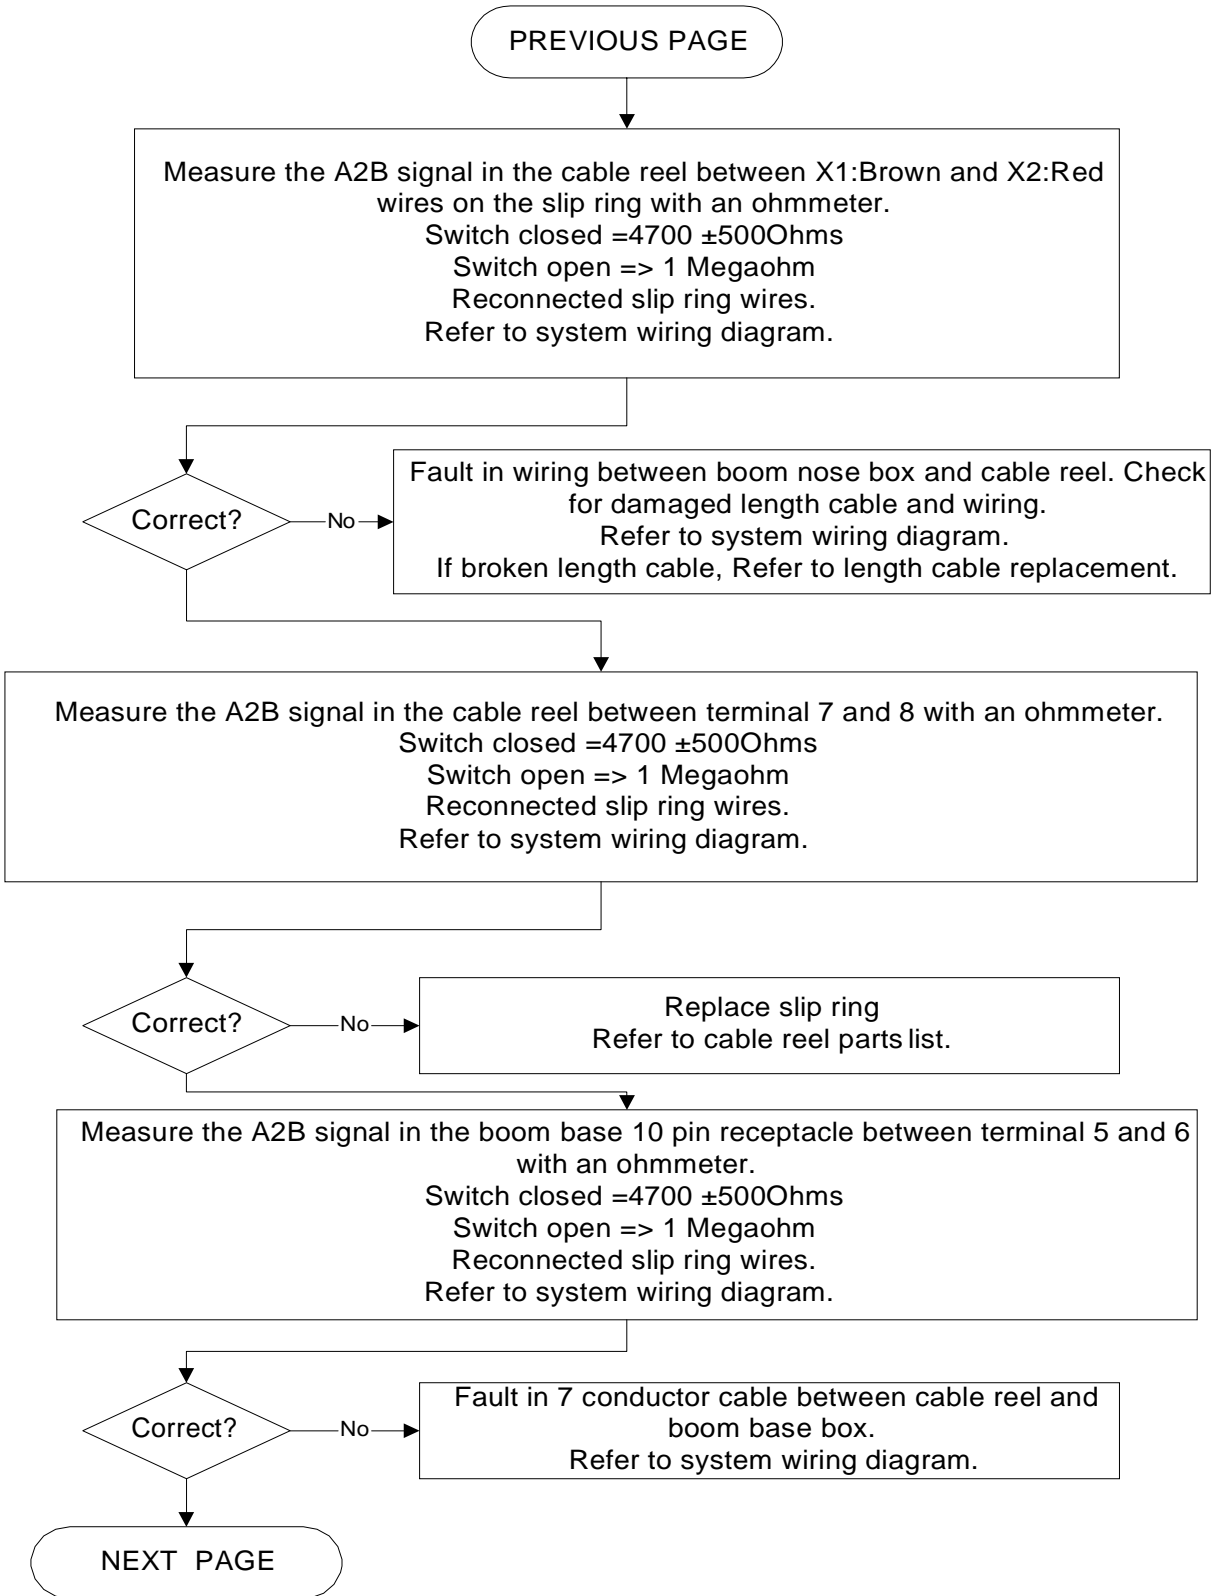 PREVIOUS PAGE
Measure the A2B signal in the cable reel between X1:Brown and X2:Red
wires on the slip ring with an ohmmeter.
Switch closed =4700 ±500Ohms
Switch open => 1 Megaohm
Reconnected slip ring wires.
Refer to system wiring diagram.
Correct?
No
Fault in wiring between boom nose box and cable reel. Check
for damaged length cable and wiring.
Refer to system wiring diagram.
If broken length cable, Refer to length cable replacement.
Measure the A2B signal in the cable reel between terminal 7 and 8 with an ohmmeter.
Switch closed =4700 ±500Ohms
Switch open => 1 Megaohm
Reconnected slip ring wires.
Refer to system wiring diagram.
Correct?
No
Replace slip ring
Refer to cable reel parts list.
Measure the A2B signal in the boom base 10 pin receptacle between terminal 5 and 6
with an ohmmeter.
Switch closed =4700 ±500Ohms
Switch open => 1 Megaohm
Reconnected slip ring wires.
Refer to system wiring diagram.
Correct?
No
Fault in 7 conductor cable between cable reel and
boom base box.
Refer to system wiring diagram.
NEXT PAGE